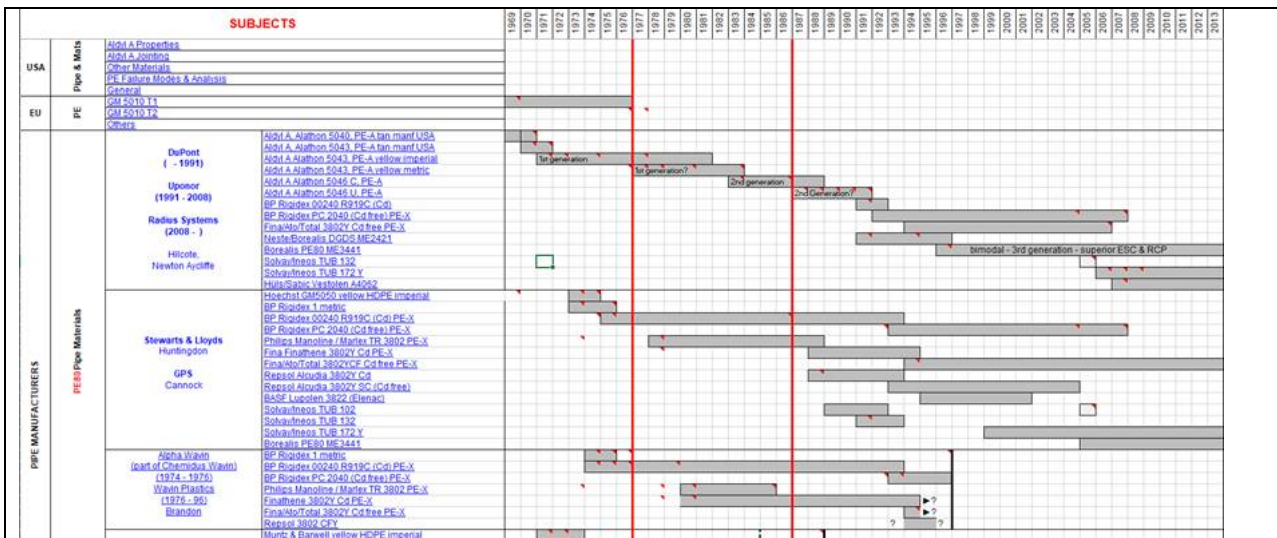 SUBJECTS
1969 1970 1971 1972 1973 1974 1975 1976 1977 1978 1979 1980 1981 1982 1983 1984 1985 1986 1987 1988 1989 1990 1991 1992 1993 1994 1995 1996 1997 1998 1999 2000 2001 2002 2003 2004 2005 2006 2007 2008 2009 2010 2011 2012 2013
USA
Pipe & Mats
Aldyl A Properties
Aldyl A Jointing
Other Materials
PE Failure Modes & Analysis
General
EU
PE
GM 5010 T1
GM 5010 T2
Others
PIPE MANUFACTURERS
PE80 Pipe Materials
DuPont
( - 1991)
Uponor
(1991 - 2008)
Radius Systems
(2008 - )
Hilcote,
Newton Aycliffe
Aldyl A, Alathon 5040, PE-A tan manf USA
Aldyl A, Alathon 5043, PE-A tan manf USA
Aldyl A Alathon 5043, PE-A yellow imperial
1st generation
Aldyl A Alathon 5043, PE-A yellow metric
1st generation?
Aldyl A Alathon 5046 C, PE-A
2nd generation
Aldyl A Alathon 5046 U, PE-A
2nd Generation?
BP Rigidex 00240 R919C (Cd)
BP Rigidex PC 2040 (Cd free) PE-X
Fina/Ato/Total 3802Y Cd free PE-X
Neste/Borealis DGDS ME2421
Borealis PE80 ME3441
bimodal - 3rd generation - superior ESC & RCP
Solvay/Ineos TUB 132
Solvay/Ineos TUB 172 Y
Hüls/Sabic Vestolen A4052
Stewarts & Lloyds
Huntingdon
GPS
Cannock
Hoechst GM5050 yellow HDPE imperial
BP Rigidex 1 metric
BP Rigidex 00240 R919C (Cd) PE-X
BP Rigidex PC 2040 (Cd free) PE-X
Philips Manoline / Marlex TR 3802 PE-X
Fina Finathene 3802Y Cd PE-X
Fina/Ato/Total 3802YCF Cd free PE-X
Repsol Alcudia 3802Y Cd
Repsol Alcudia 3802Y SC (Cd free)
BASF Lupolen 3822 (Elenac)
Solvay/Ineos TUB 102
Solvay/Ineos TUB 132
Solvay/Ineos TUB 172 Y
Borealis PE80 ME3441
Alpha Wavin
(part of Chemidus Wavin)
(1974 - 1976)
Wavin Plastics
(1976 - 95)
Brandon
BP Rigidex 1 metric
BP Rigidex 00240 R919C (Cd) PE-X
BP Rigidex PC 2040 (Cd free) PE-X
Philips Manoline / Marlex TR 3802 PE-X
Finathene 3802Y Cd PE-X
?
Fina/Ato/Total 3802Y Cd free PE-X
?
Repsol 3802 CFY
? ?
Muntz & Barwell yellow HDPE imperial